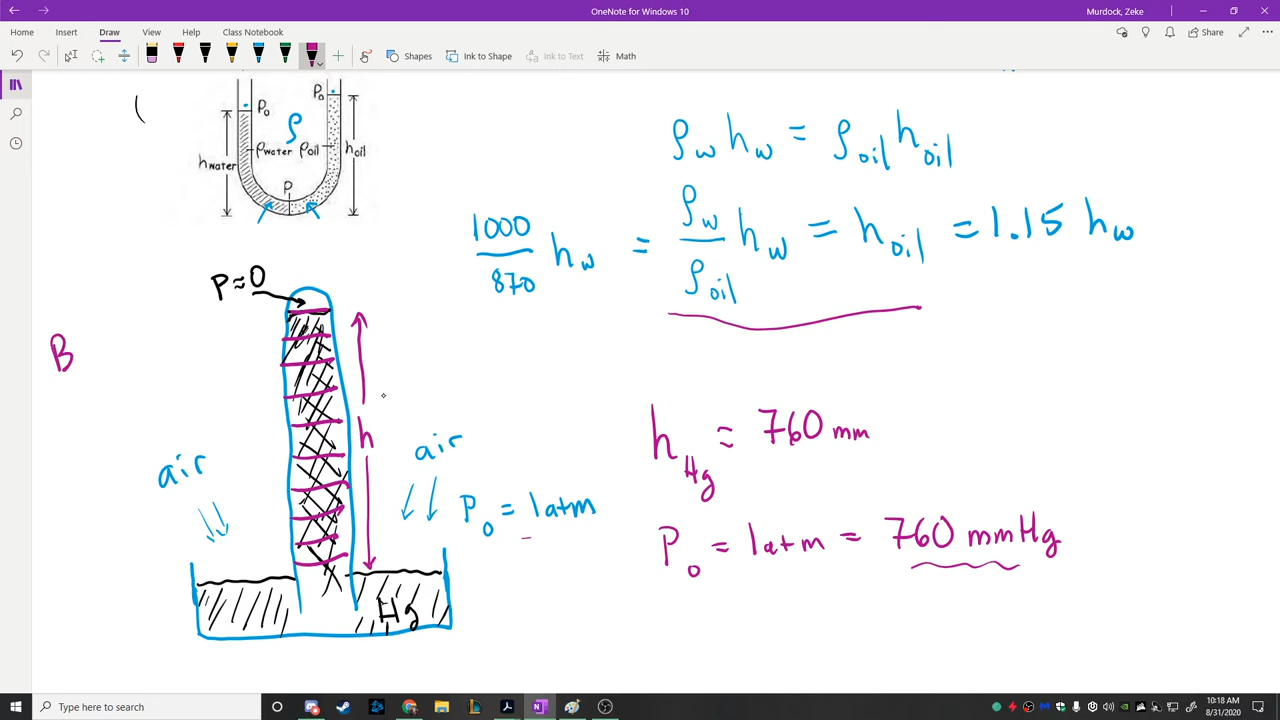 OneNote for Windows 10
Murdock, Zeke
Home Insert Draw View Help Class Notebook
Share
Shapes Ink to Shape Ink to Text Math
(
P₀ P₀
ρ
hwater ρwater ρoil hoil
P
ρw hw = ρoil hoil
1000/870 hw = ρw/ρoil hw = hoil = 1.15 hw
P≈0
B
h
air air
P₀ = 1atm
Hg
hHg = 760 mm
P₀ = 1atm = 760 mmHg
Type here to search
10:18 AM
8/31/2020